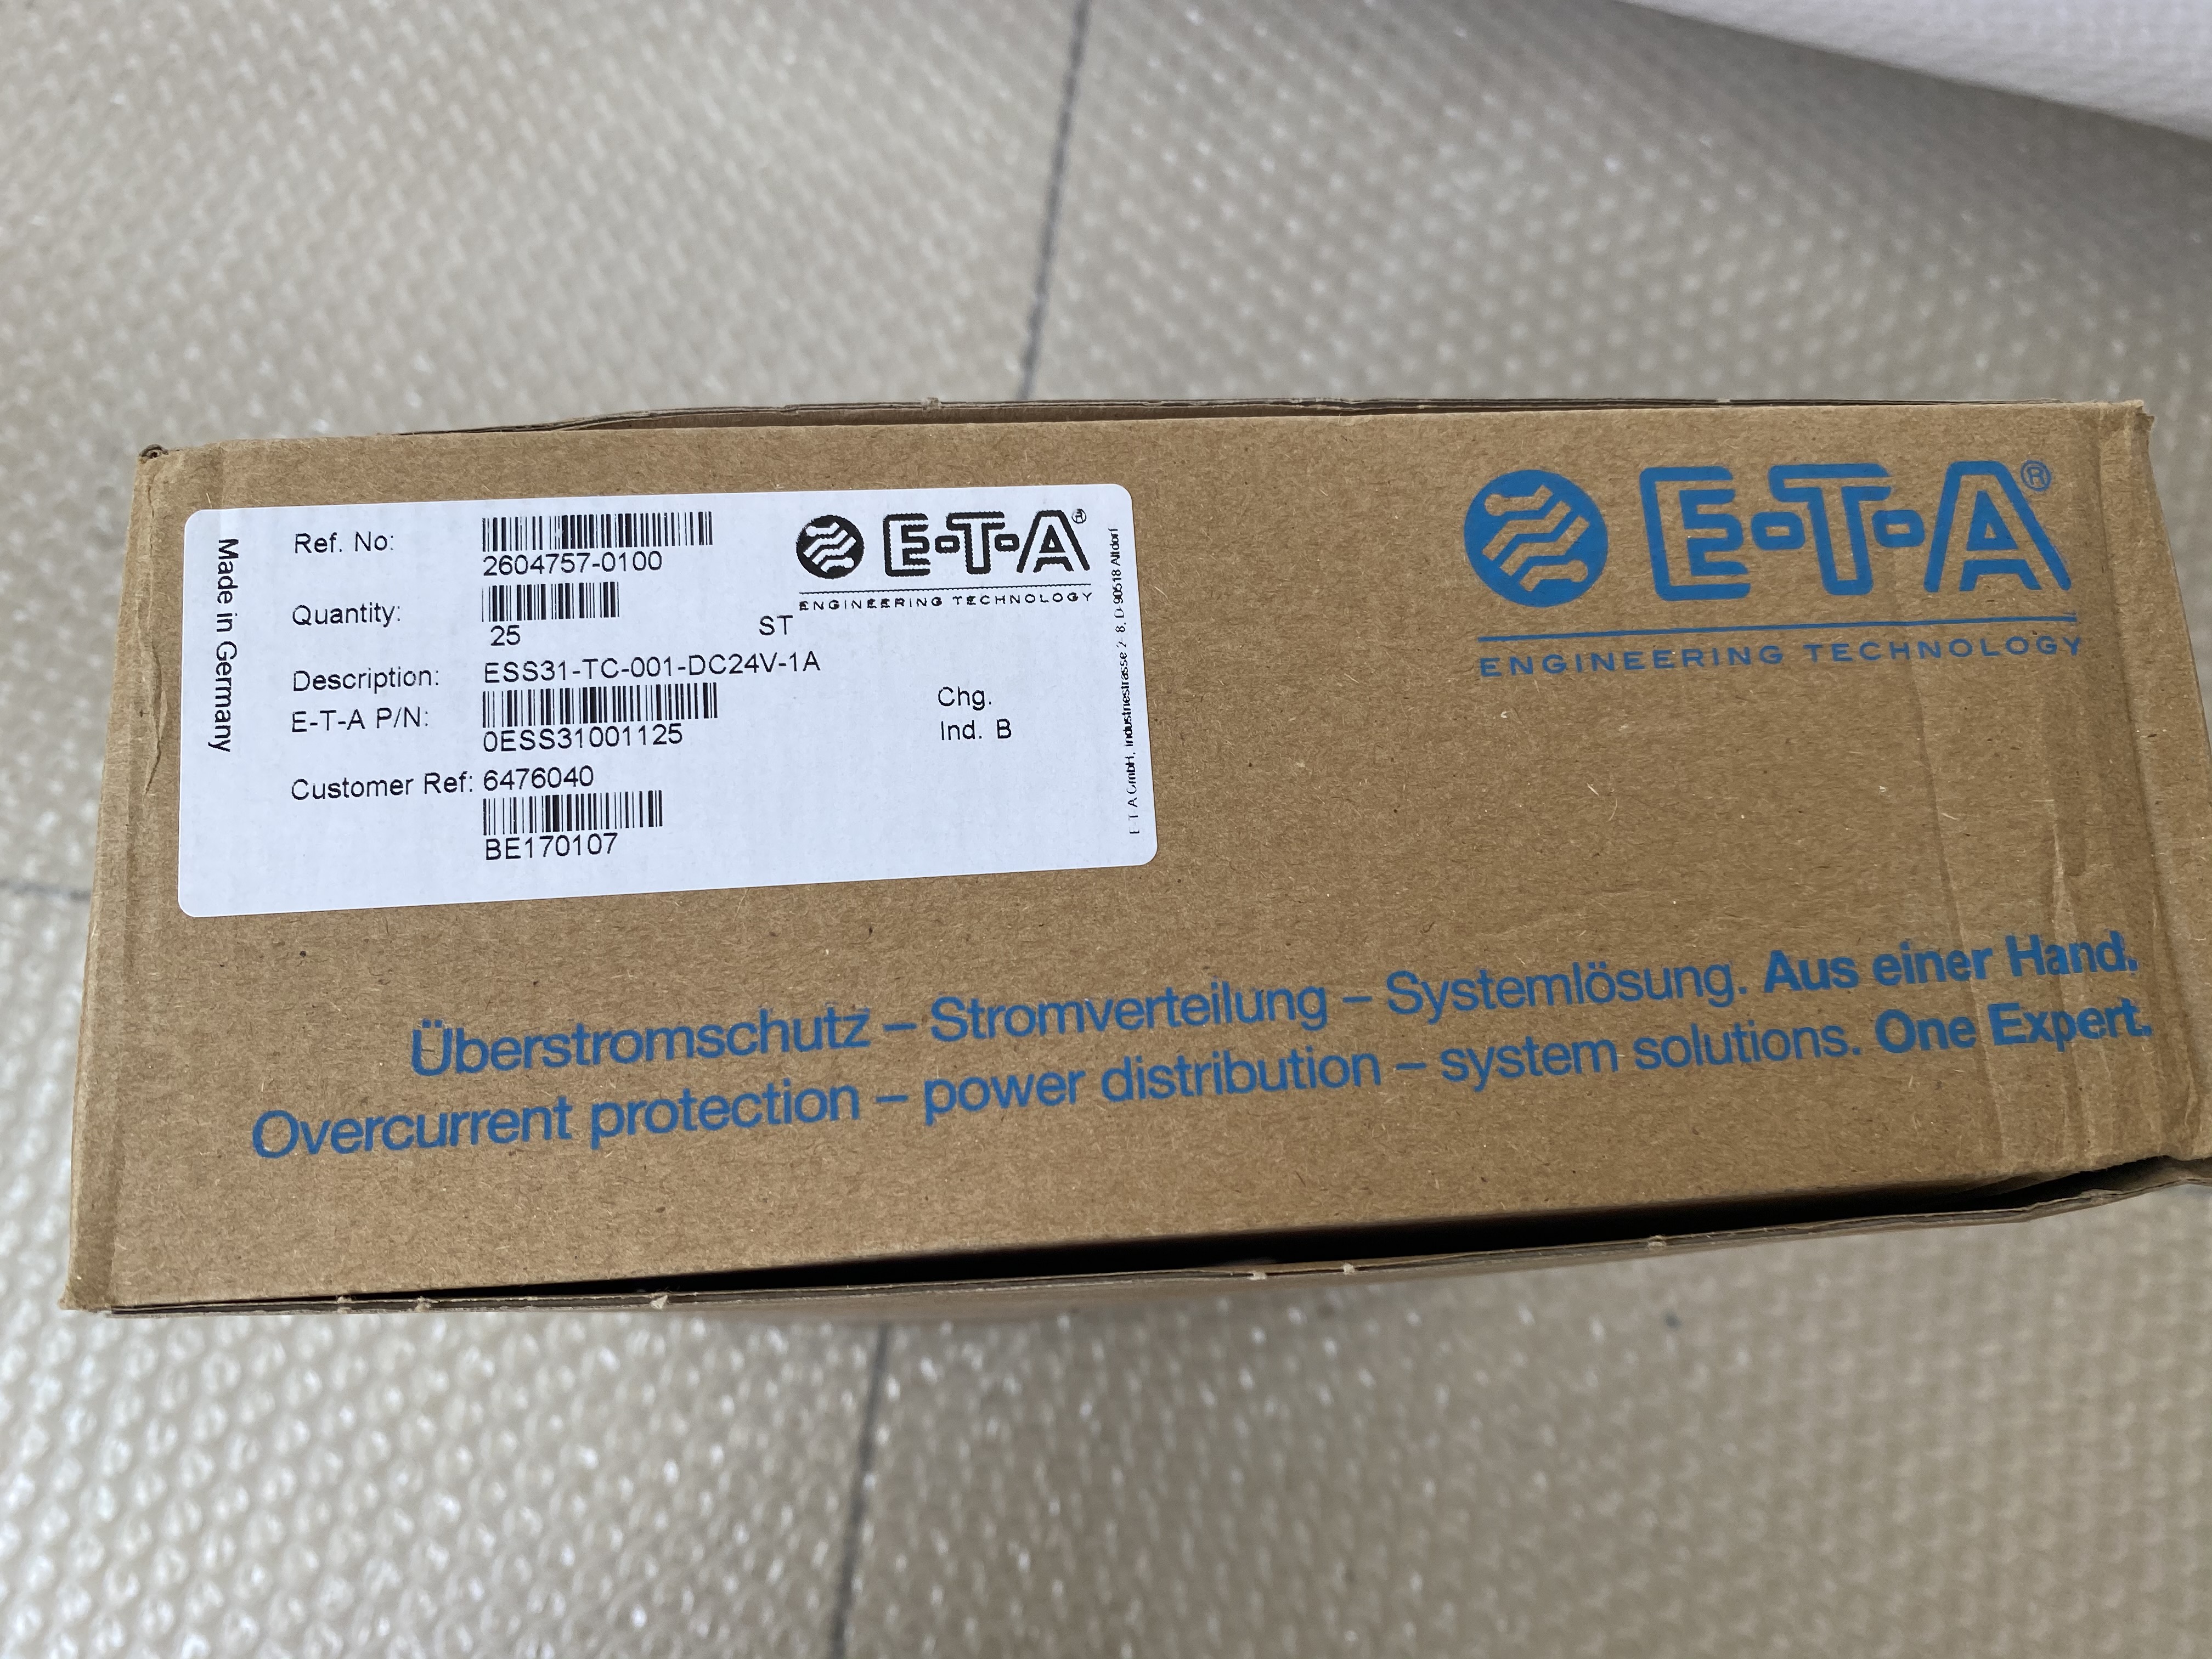 Made in Germany
Ref. No:
2604757-0100
Quantity:
25
ST
Description: ESS31-TC-001-DC24V-1A
E-T-A P/N:
0ESS31001125
Chg.
Ind. B
Customer Ref: 6476040
BE170107
E-T-A®
ENGINEERING TECHNOLOGY
E-T-A GmbH, Industriestrasse 2-8, D-90518 Altdorf
E-T-A®
ENGINEERING TECHNOLOGY
Überstromschutz – Stromverteilung – Systemlösung. Aus einer Hand.
Overcurrent protection – power distribution – system solutions. One Expert.